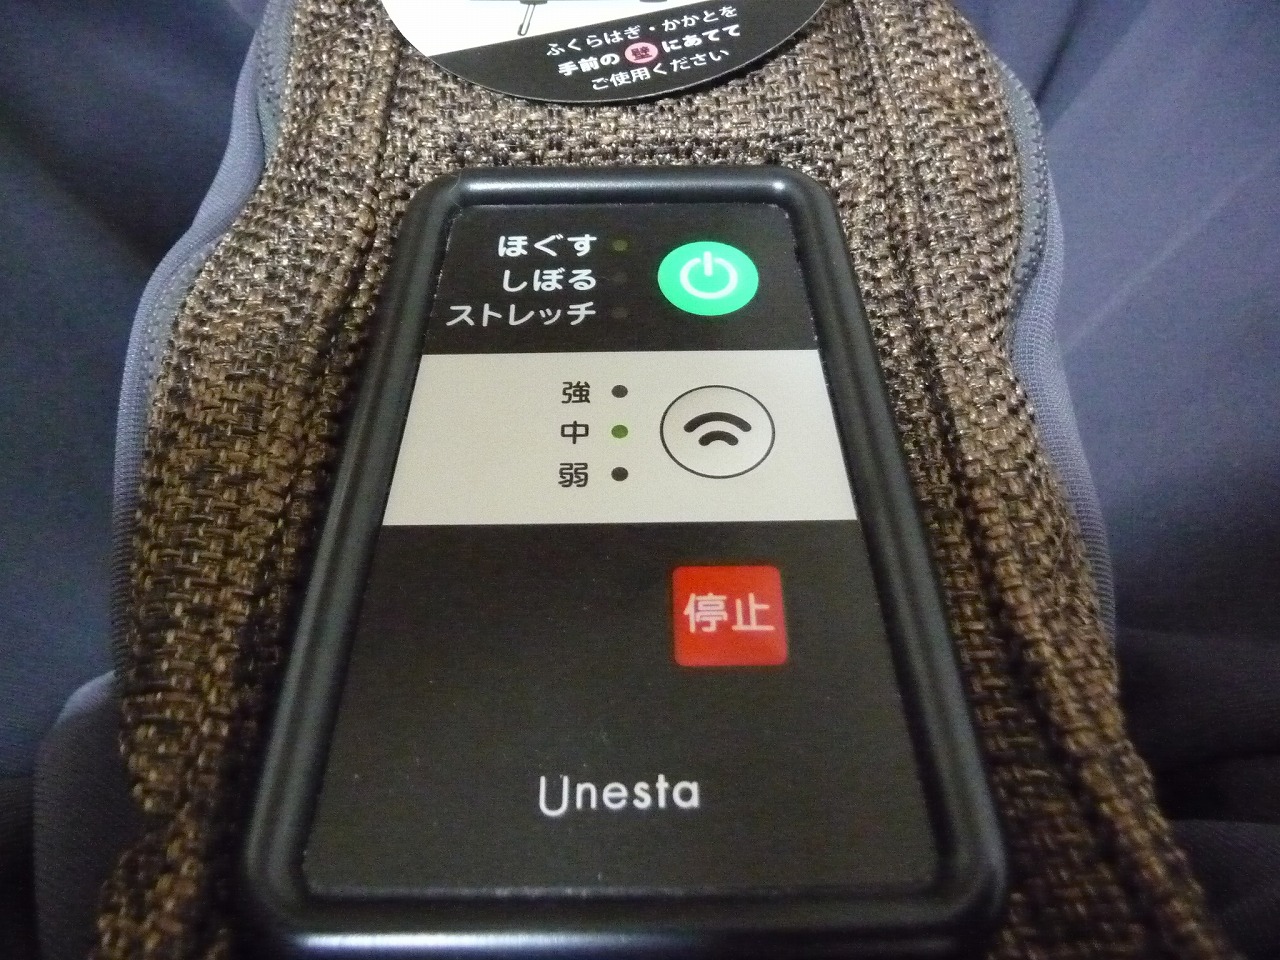 ふくらはぎ・かかとを
手前の 壁 にあてて
ご使用ください
ほぐす
しぼる
ストレッチ
強
中
弱
停止
Unesta